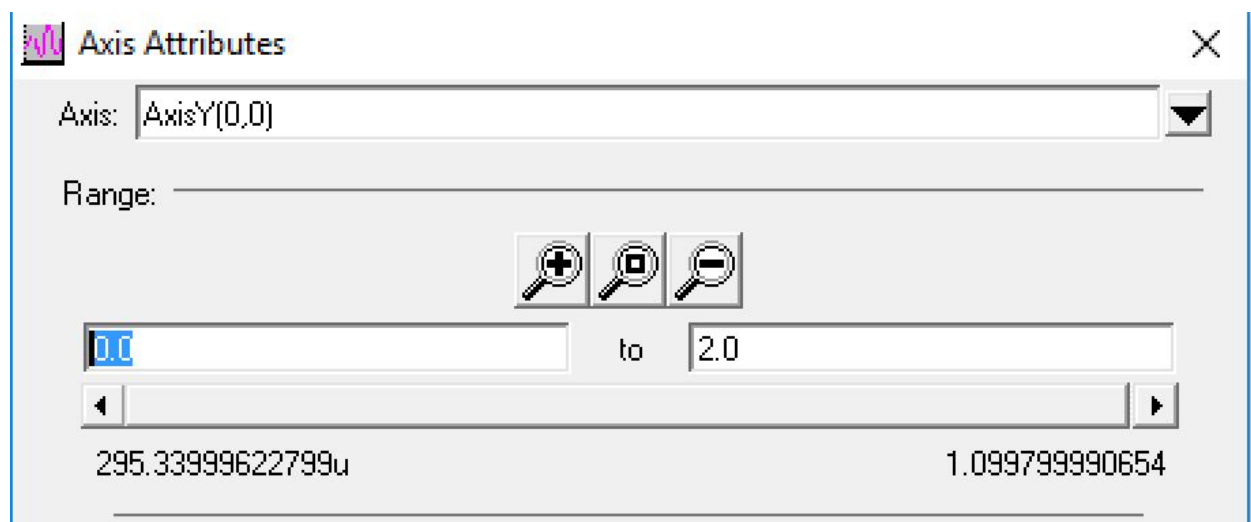 Axis Attributes
Axis: AxisY(0,0)
Range:
0.0 to 2.0
295.33999622799u 1.099799990654